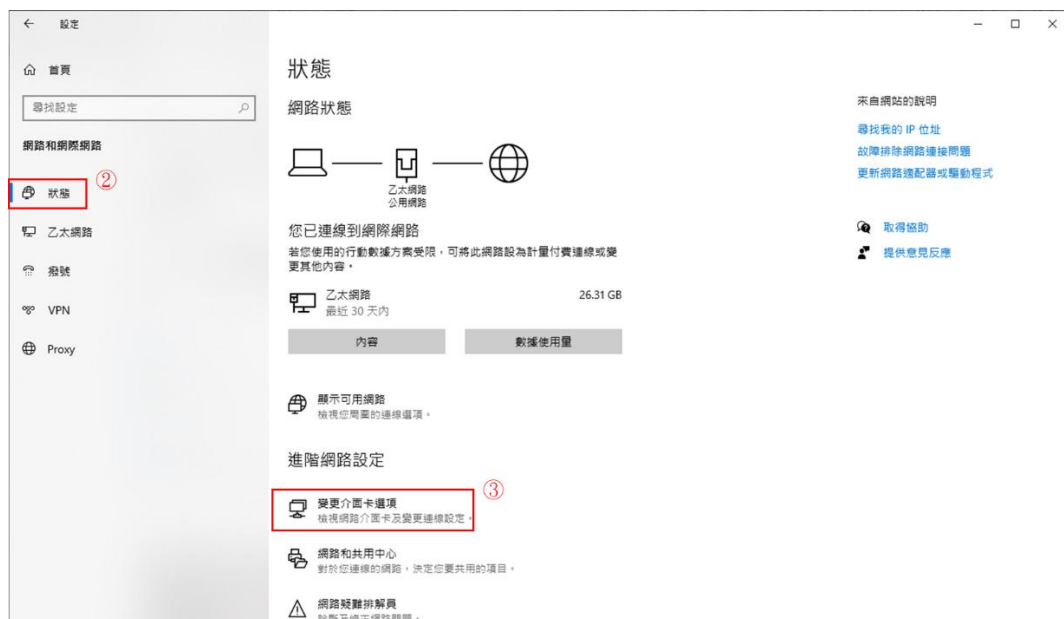 設定
首頁
尋找設定
網路和網際網路
②
狀態
乙太網路
撥號
VPN
Proxy
狀態
網路狀態
乙太網路
公用網路
您已連線到網際網路
若您使用的行動數據方案受限,可將此網路設為計量付費連線或變
更其他內容。
乙太網路
26.31 GB
最近 30 天內
內容
數據使用量
顯示可用網路
檢視您周圍的連線選項。
進階網路設定
③
變更介面卡選項
檢視網路介面卡及變更連線設定。
網路和共用中心
對於您連線的網路,決定您要共用的項目。
網路疑難排解員
診斷及修正網路問題。
來自網站的說明
尋找我的 IP 位址
故障排除網路連接問題
更新網路適配器或驅動程式
取得協助
提供意見反應